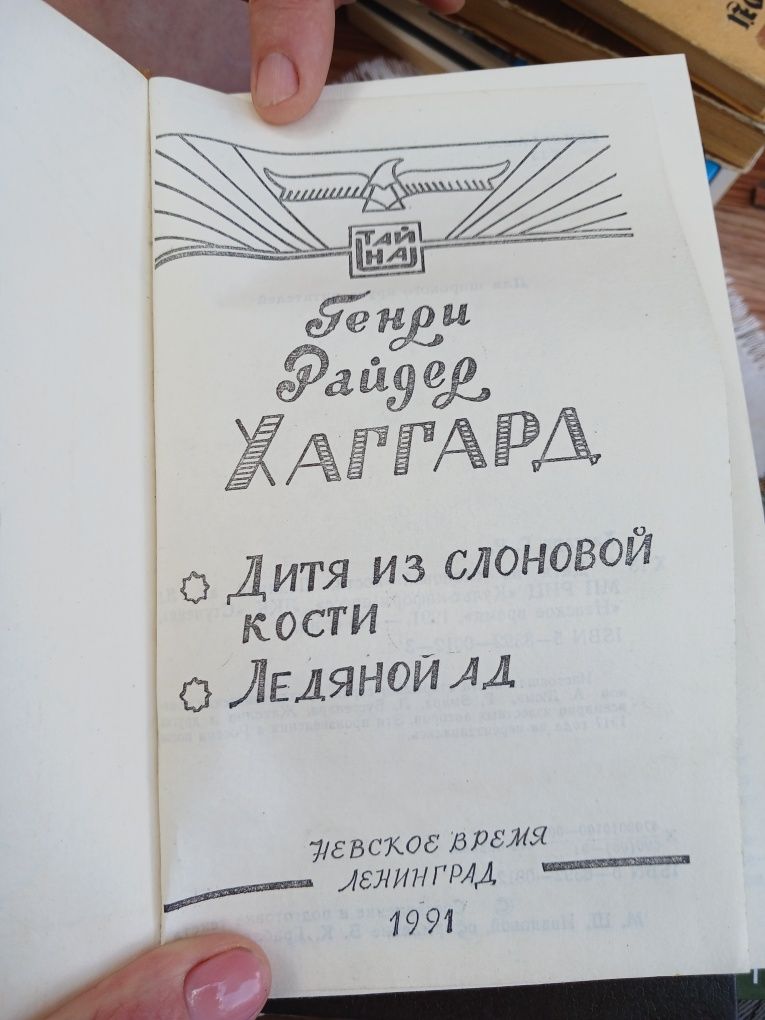 ТАЙ
НА
Генри
Райдер
ХАГГАРД
ДИТЯ ИЗ СЛОНОВОЙ
КОСТИ
ЛЕДЯНОЙ АД
НЕВСКОЕ ВРЕМЯ
ЛЕНИНГРАД
1991